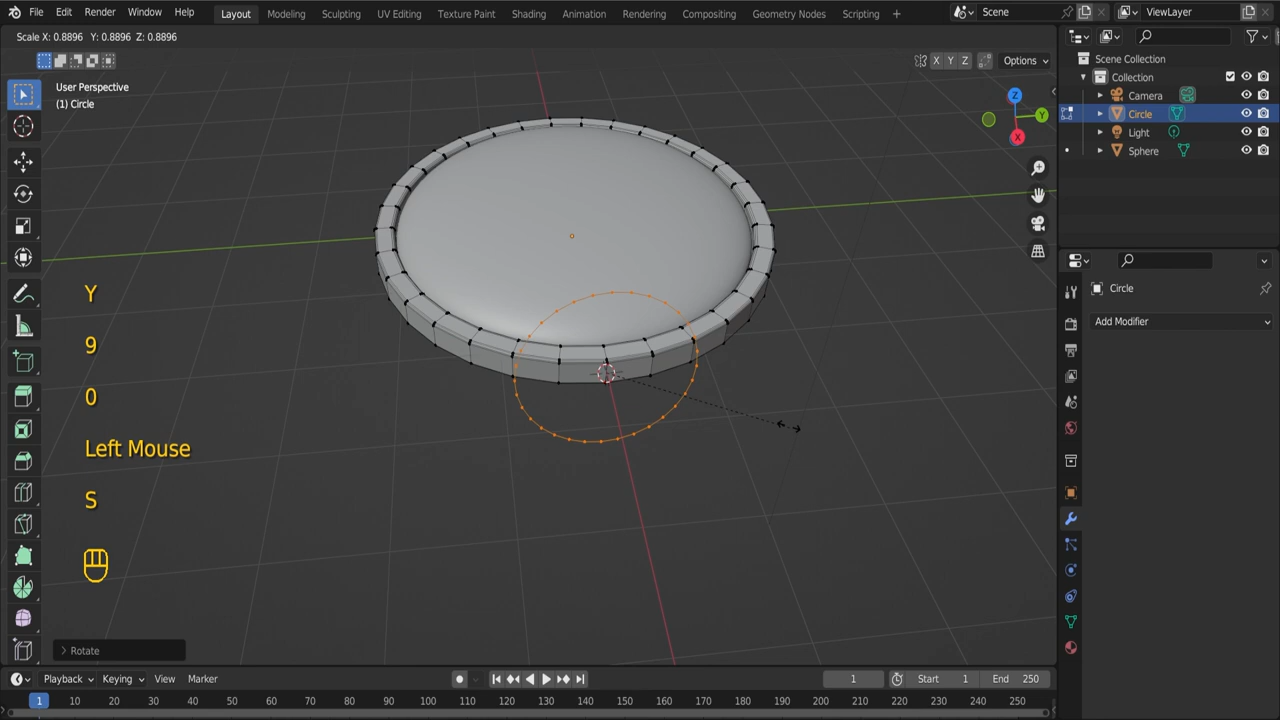 File Edit Render Window Help Layout Modeling Sculpting UV Editing Texture Paint Shading Animation Rendering Compositing Geometry Nodes Scripting + Scene ViewLayer
Scale X: 0.8896 Y: 0.8896 Z: 0.8896
X Y Z Options
User Perspective
(1) Circle
Z
Y
X
Scene Collection
Collection
Camera
Circle
Light
Sphere
Circle
Add Modifier
Y
9
0
Left Mouse
S
Rotate
Playback Keying View Marker 1 Start 1 End 250
1 10 20 30 40 50 60 70 80 90 100 110 120 130 140 150 160 170 180 190 200 210 220 230 240 250